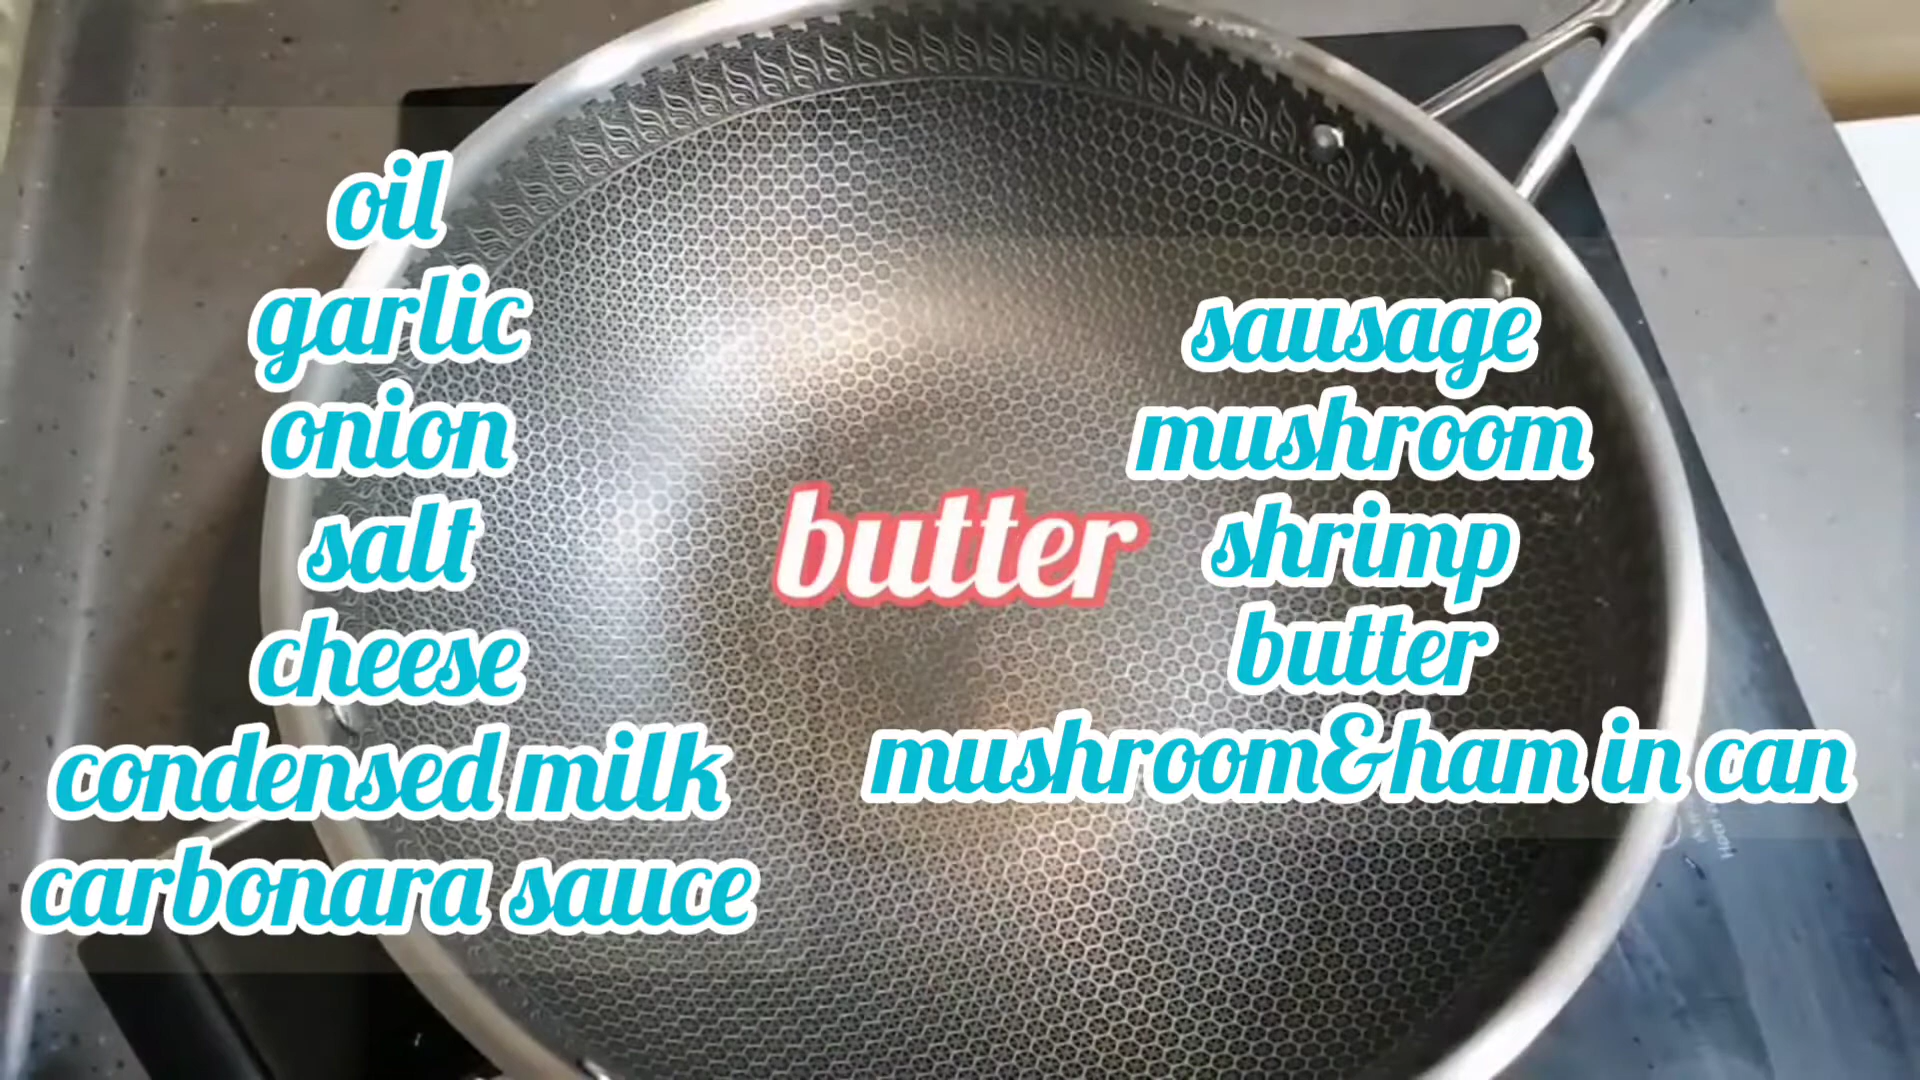 oil
garlic
onion
salt
cheese
condensed milk
carbonara sauce
butter
sausage
mushroom
shrimp
butter
mushroom&ham in can